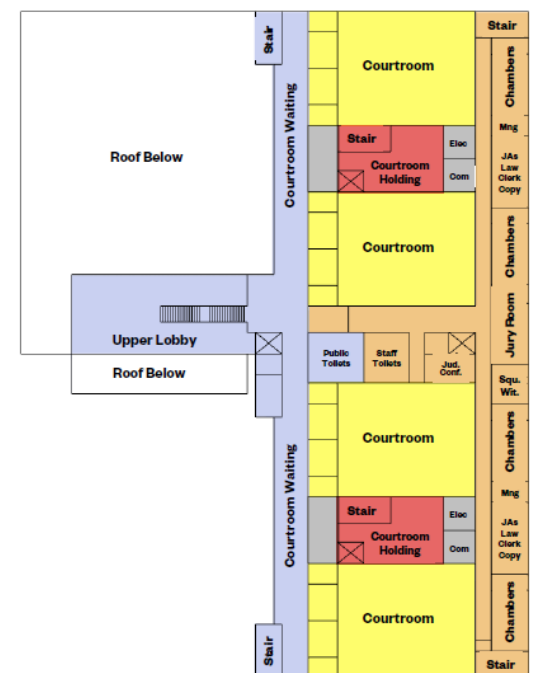 Stair
Stair
Courtroom
Chambers
Courtroom Waiting
Mng
Stair
Elec
Roof Below
Courtroom
Holding
Com
JAs
Law
Clerk
Copy
Courtroom
Chambers
Upper Lobby
Jury Room
Public
Toilets
Staff
Toilets
Jud.
Conf.
Roof Below
Squ.
Wit.
Courtroom
Chambers
Courtroom Waiting
Mng
Stair
Elec
Courtroom
Holding
Com
JAs
Law
Clerk
Copy
Courtroom
Chambers
Stair
Stair